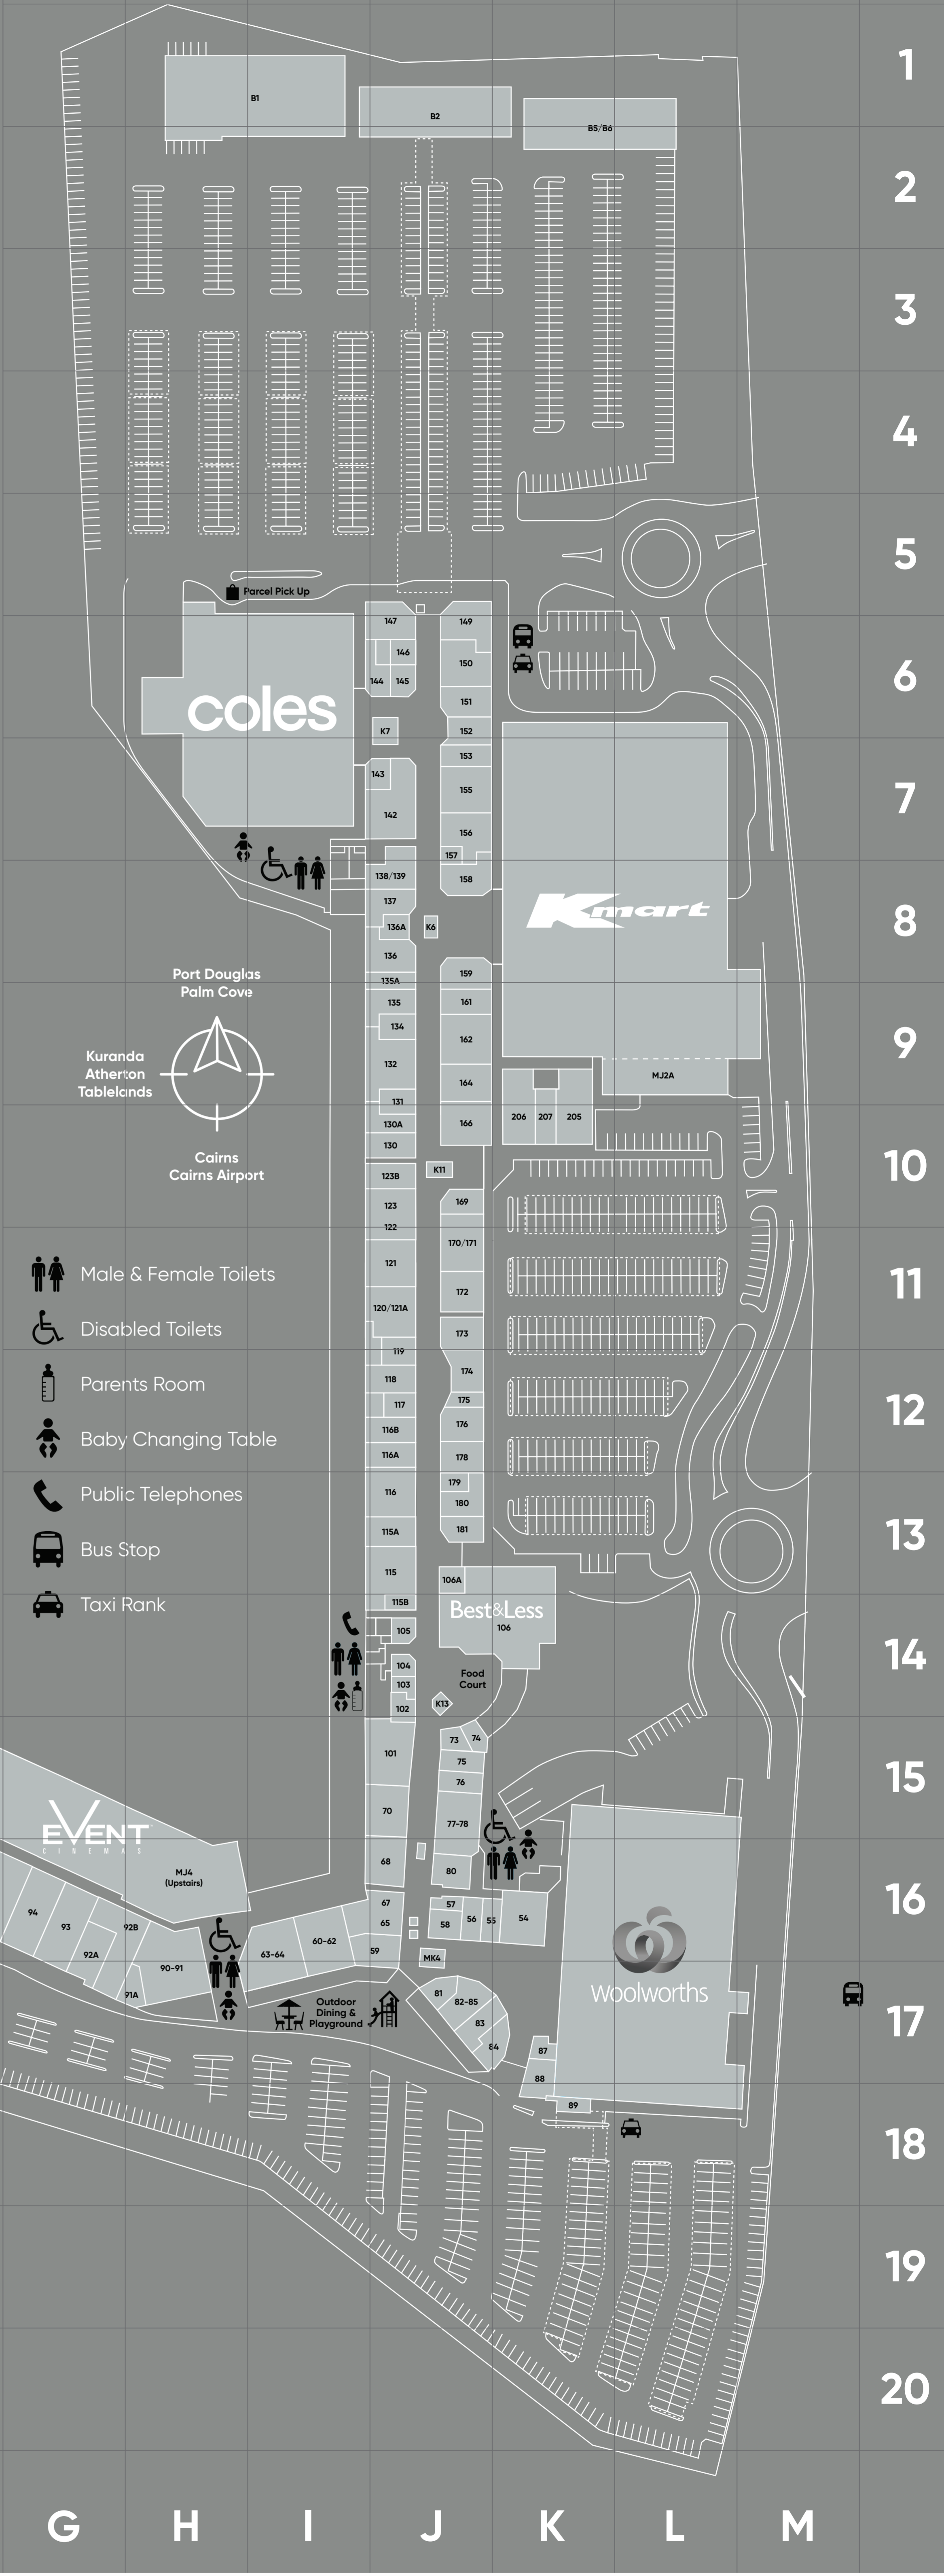 1
B1
B2
B5/B6
2
3
4
5
Parcel Pick Up
147
149
146
150
144
145
6
151
coles
K7
152
153
143
155
7
142
156
157
138/139
158
137
8
136A
K6
Kmart
136
Port Douglas
Palm Cove
159
135A
135
161
134
162
9
Kuranda
Atherton
Tablelands
132
MJ2A
164
131
130A
166
206
207
205
130
Cairns
Cairns Airport
K11
10
123B
123
169
122
170/171
121
11
Male & Female Toilets
172
120/121A
Disabled Toilets
173
119
174
118
Parents Room
175
117
12
176
116B
Baby Changing Table
116A
178
179
116
Public Telephones
180
115A
181
13
Bus Stop
115
106A
115B
Taxi Rank
Best&Less
106
105
14
104
Food
Court
103
102
K13
73
74
101
75
15
76
70
77-78
EVENT
CINEMAS
68
80
MJ4
(Upstairs)
67
57
16
94
93
92B
65
58
56
55
54
60-62
63-64
59
92A
MK4
90-91
Woolworths
91A
81
82-85
Outdoor
Dining &
Playground
83
17
84
87
88
89
18
19
20
G
H
I
J
K
L
M